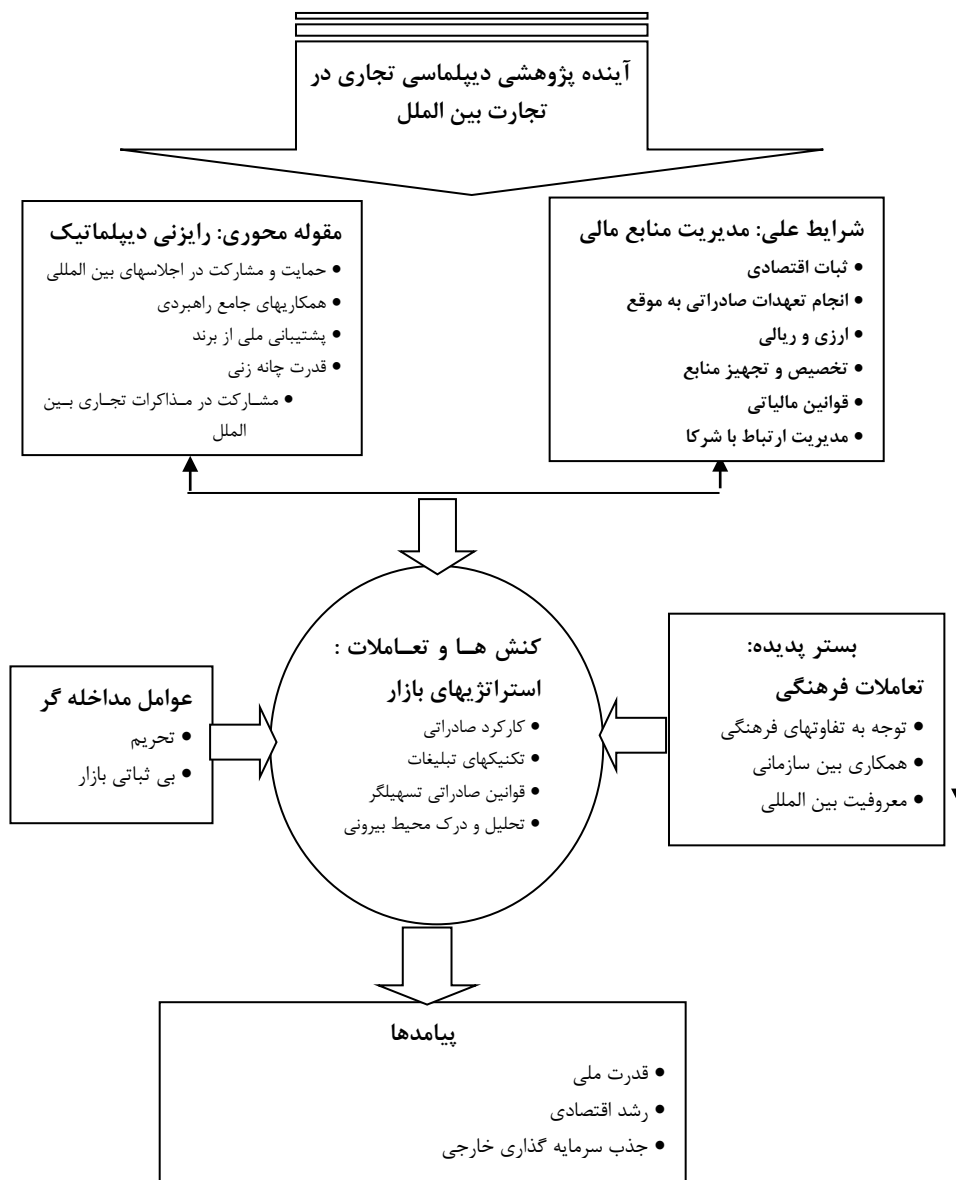 آینده پژوهشی دیپلماسی تجاری در
تجارت بین الملل
شرایط علی: مدیریت منابع مالی
• ثبات اقتصادی
• انجام تعهدات صادراتی به موقع
• ارزی و ریالی
• تخصیص و تجهیز منابع
• قوانین مالیاتی
• مدیریت ارتباط با شرکا
مقوله محوری: رایزنی دیپلماتیک
• حمایت و مشارکت در اجلاسهای بین المللی
• همکاریهای جامع راهبردی
• پشتیبانی ملی از برند
• قدرت چانه زنی
• مشـارکت در مـذاکرات تجـاری بـین
الملل
بستر پدیده:
تعاملات فرهنگی
• توجه به تفاوتهای فرهنگی
• همکاری بین سازمانی
• معروفیت بین المللی
کنش هـا و تعـاملات :
استراتژیهای بازار
• کارکرد صادراتی
• تکنیکهای تبلیغات
• قوانین صادراتی تسهیلگر
• تحلیل و درک محیط بیرونی
عوامل مداخله گر
• تحریم
• بی ثباتی بازار
پیامدها
• قدرت ملی
• رشد اقتصادی
• جذب سرمایه گذاری خارجی